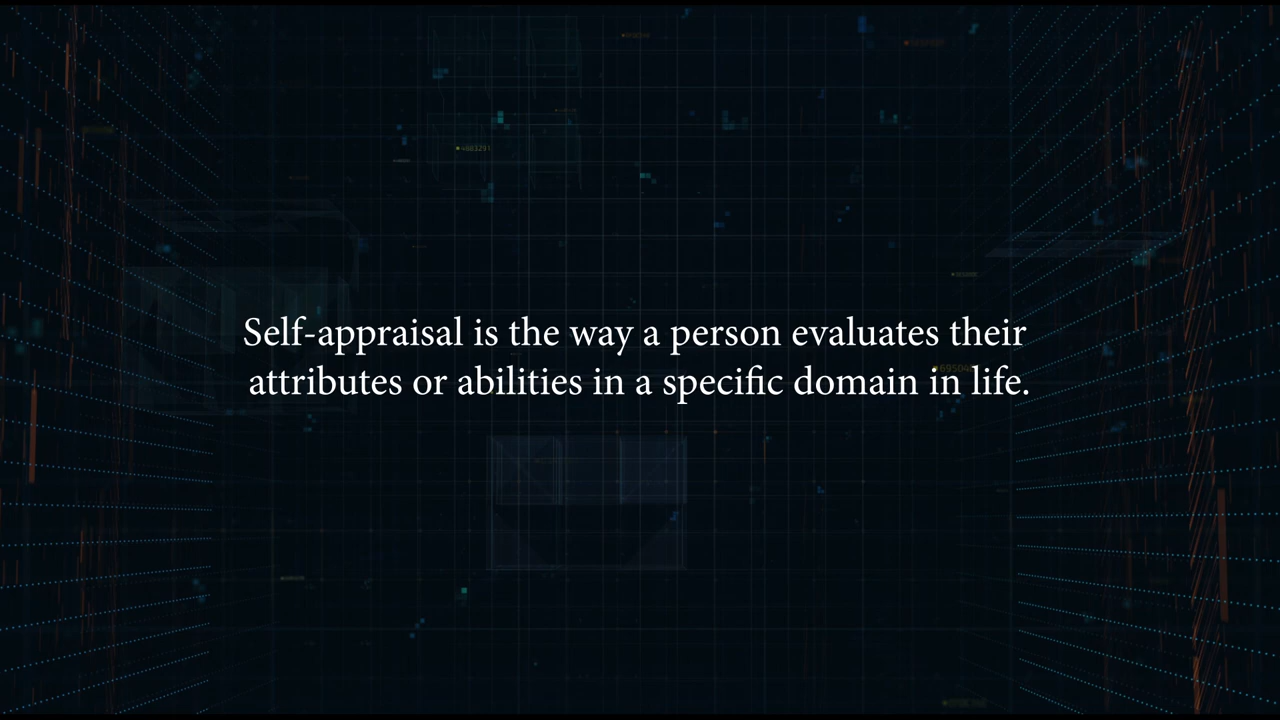 Self-appraisal is the way a person evaluates their
attributes or abilities in a specific domain in life.